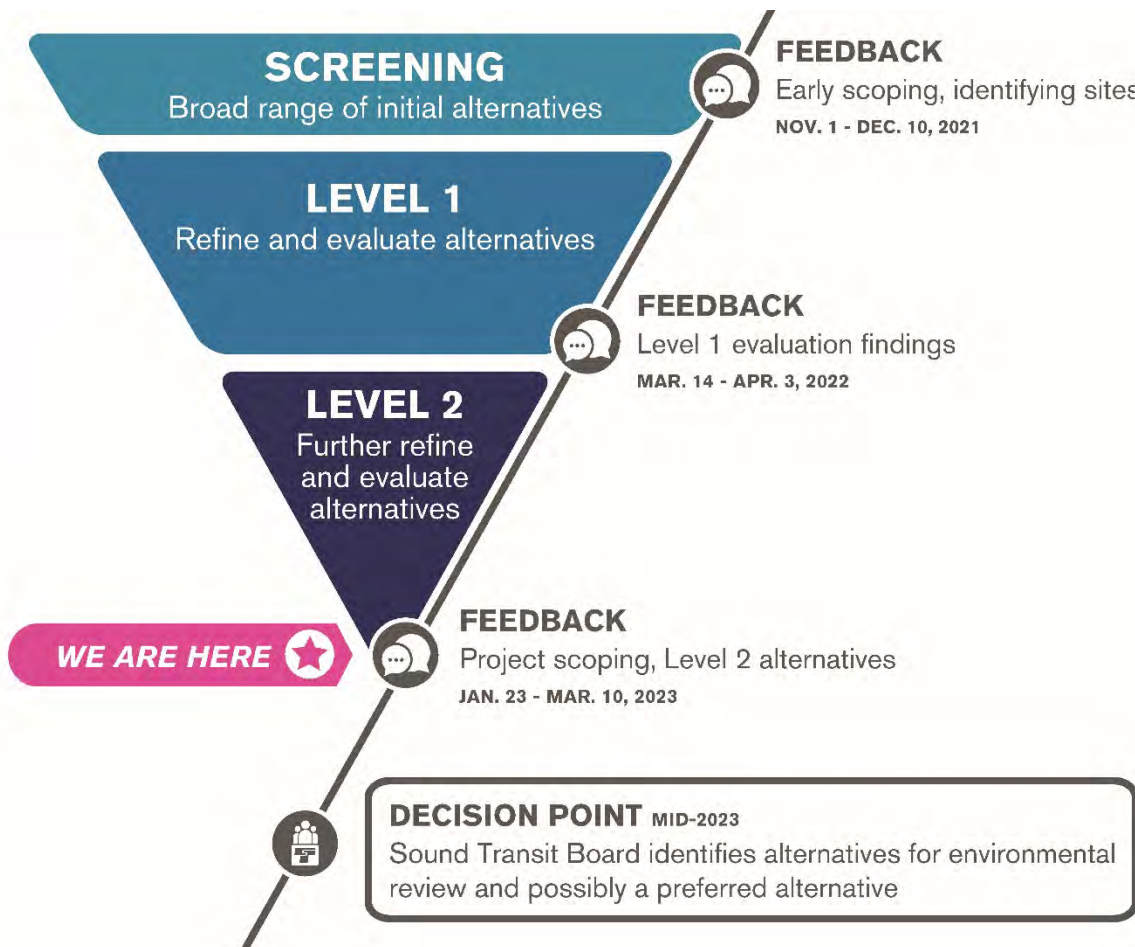 SCREENING
Broad range of initial alternatives
FEEDBACK
Early scoping, identifying sites
NOV. 1 - DEC. 10, 2021
LEVEL 1
Refine and evaluate alternatives
FEEDBACK
Level 1 evaluation findings
MAR. 14 - APR. 3, 2022
LEVEL 2
Further refine
and evaluate
alternatives
WE ARE HERE
FEEDBACK
Project scoping, Level 2 alternatives
JAN. 23 - MAR. 10, 2023
DECISION POINT MID-2023
Sound Transit Board identifies alternatives for environmental
review and possibly a preferred alternative